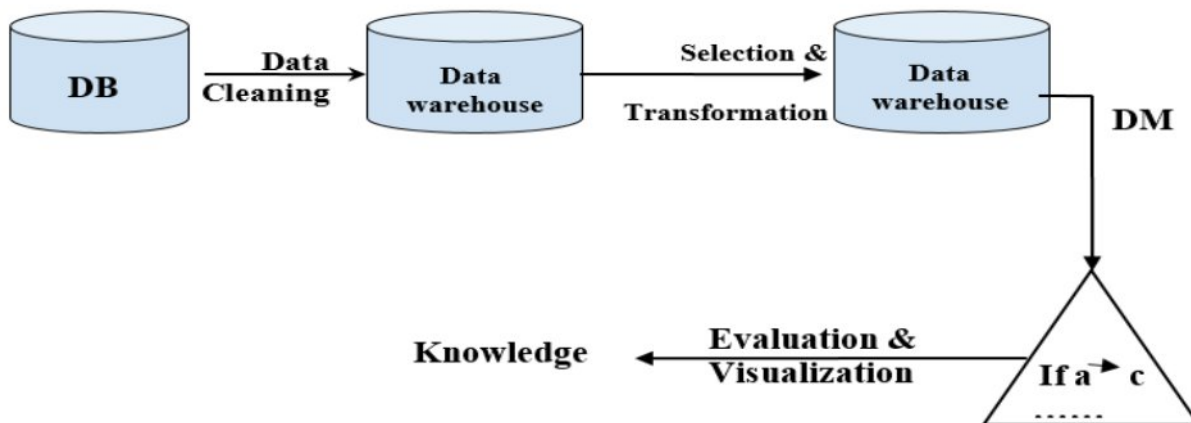 DB
Data
Cleaning
Data
warehouse
Selection &
Transformation
Data
warehouse
DM
If a → c
------
Evaluation &
Visualization
Knowledge